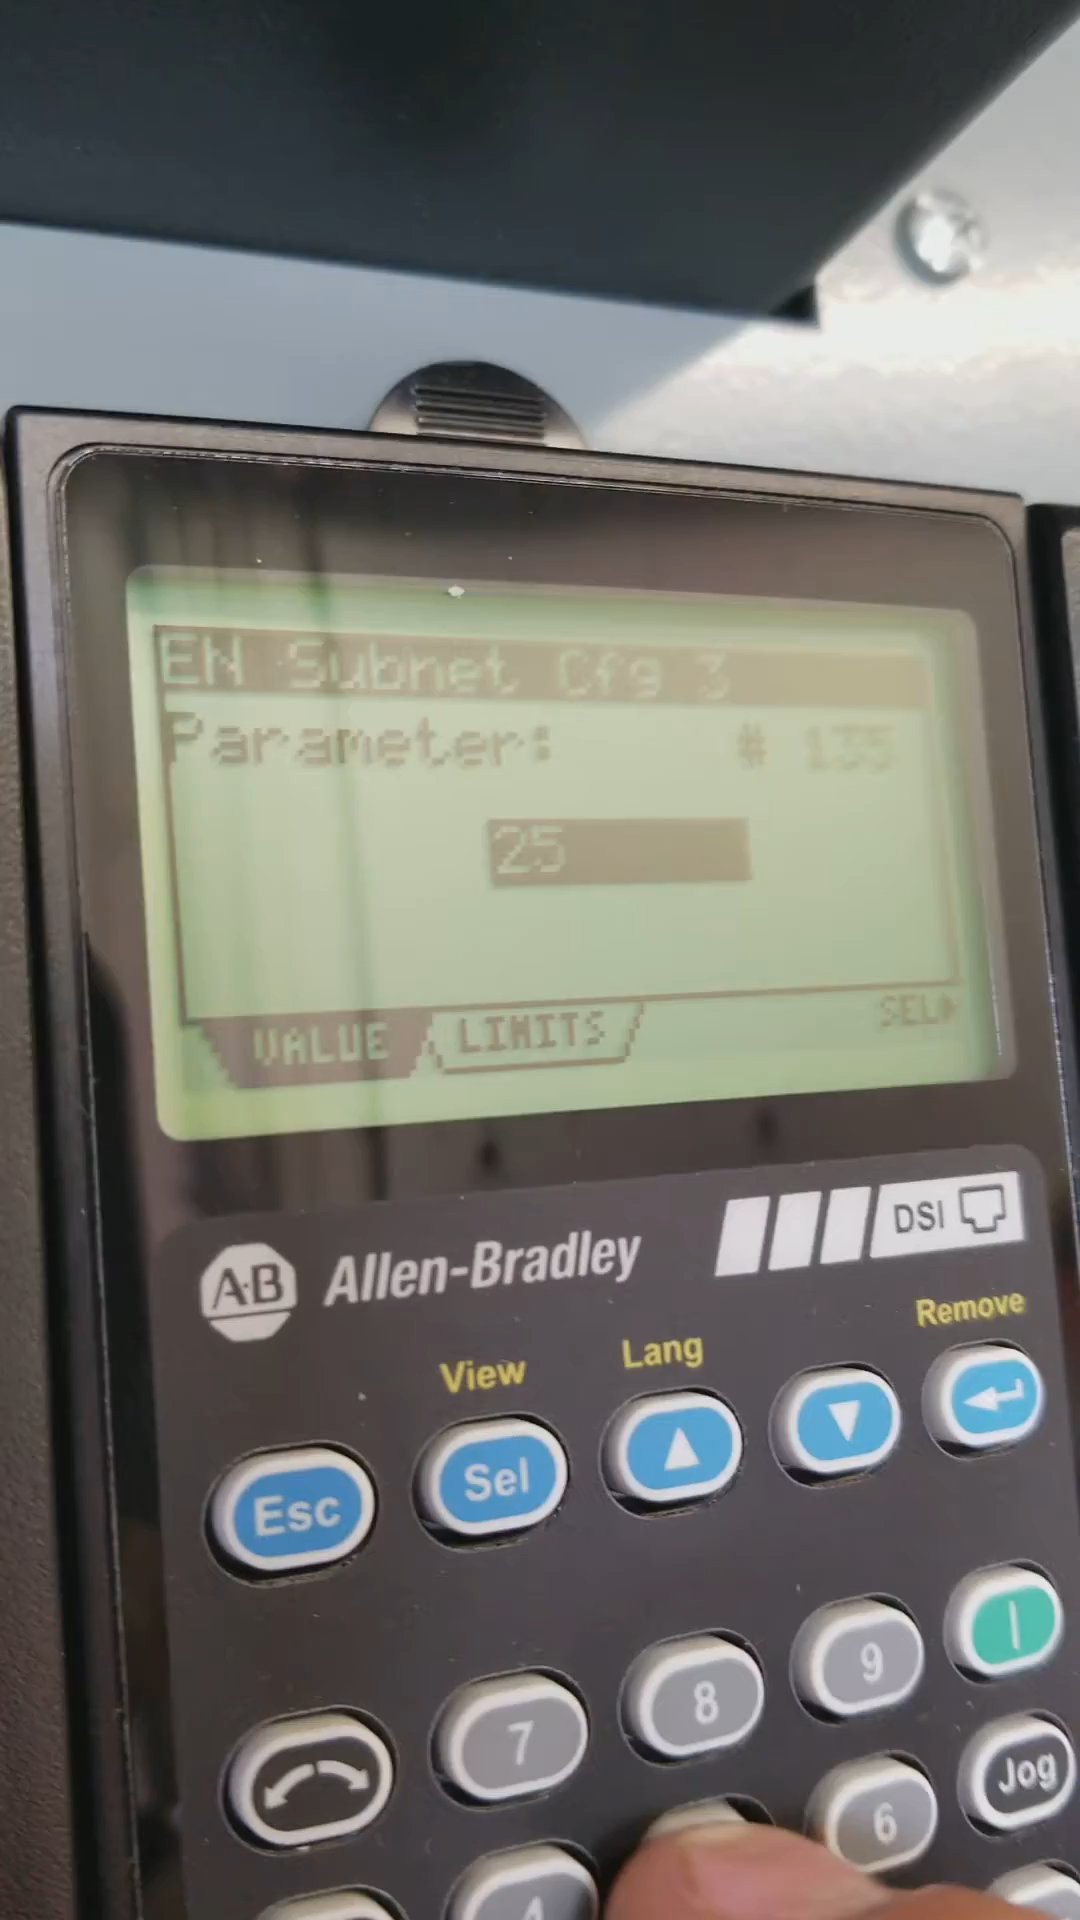 EN Subnet Cfg 3
Parameter: # 135
25
VALUE LIMITS SEL
A·B Allen-Bradley DSI
View Lang Remove
Esc Sel
7 8 9
4 6 Jog